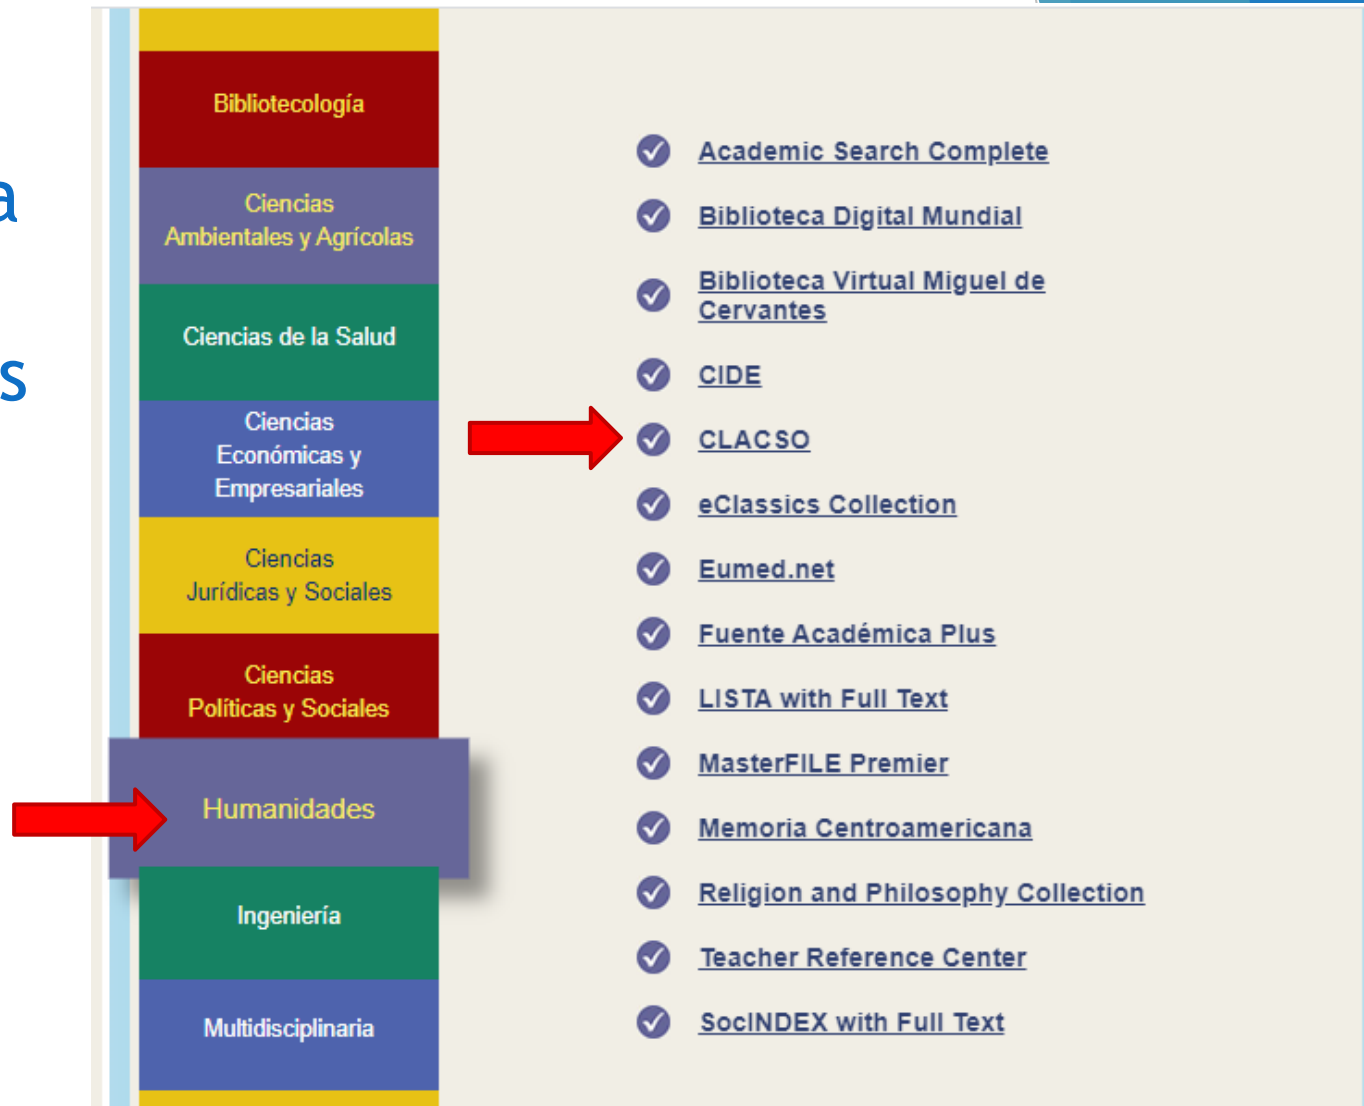 Bibliotecología
Ciencias
Ambientales y Agrícolas
Ciencias de la Salud
Ciencias
Económicas y
Empresariales
Ciencias
Jurídicas y Sociales
Ciencias
Políticas y Sociales
Humanidades
Ingeniería
Multidisciplinaria
Academic Search Complete
Biblioteca Digital Mundial
Biblioteca Virtual Miguel de
Cervantes
CIDE
CLACSO
eClassics Collection
Eumed.net
Fuente Académica Plus
LISTA with Full Text
MasterFILE Premier
Memoria Centroamericana
Religion and Philosophy Collection
Teacher Reference Center
SocINDEX with Full Text